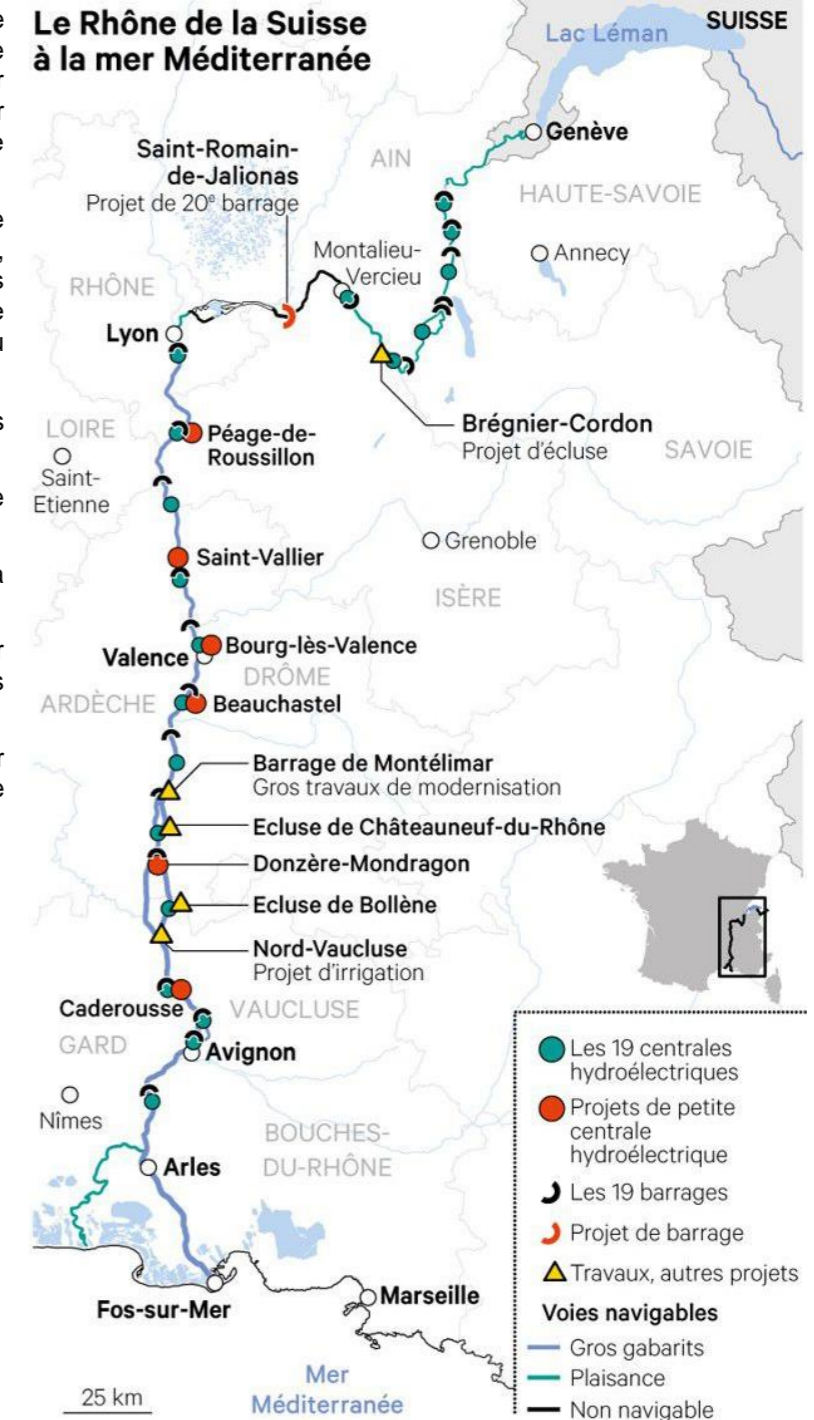 Le Rhône de la Suisse
à la mer Méditerranée
Lac Léman
SUISSE
Genève
Saint-Romain-
de-Jalionas
Projet de 20e barrage
AIN
HAUTE-SAVOIE
Montalieu-
Vercieu
Annecy
RHÔNE
Lyon
Brégnier-Cordon
Projet d'écluse
SAVOIE
LOIRE
Saint-
Etienne
Péage-de-
Roussillon
Grenoble
Saint-Vallier
ISÈRE
Bourg-lès-Valence
Valence
DRÔME
ARDÈCHE
Beauchastel
Barrage de Montélimar
Gros travaux de modernisation
Ecluse de Châteauneuf-du-Rhône
Donzère-Mondragon
Ecluse de Bollène
Nord-Vaucluse
Projet d'irrigation
Caderousse
VAUCLUSE
GARD
Avignon
Nîmes
BOUCHES-
DU-RHÔNE
Arles
Fos-sur-Mer
Marseille
Mer
Méditerranée
25 km
Les 19 centrales
hydroélectriques
Projets de petite
centrale
hydroélectrique
Les 19 barrages
Projet de barrage
Travaux, autres projets
Voies navigables
Gros gabarits
Plaisance
Non navigable